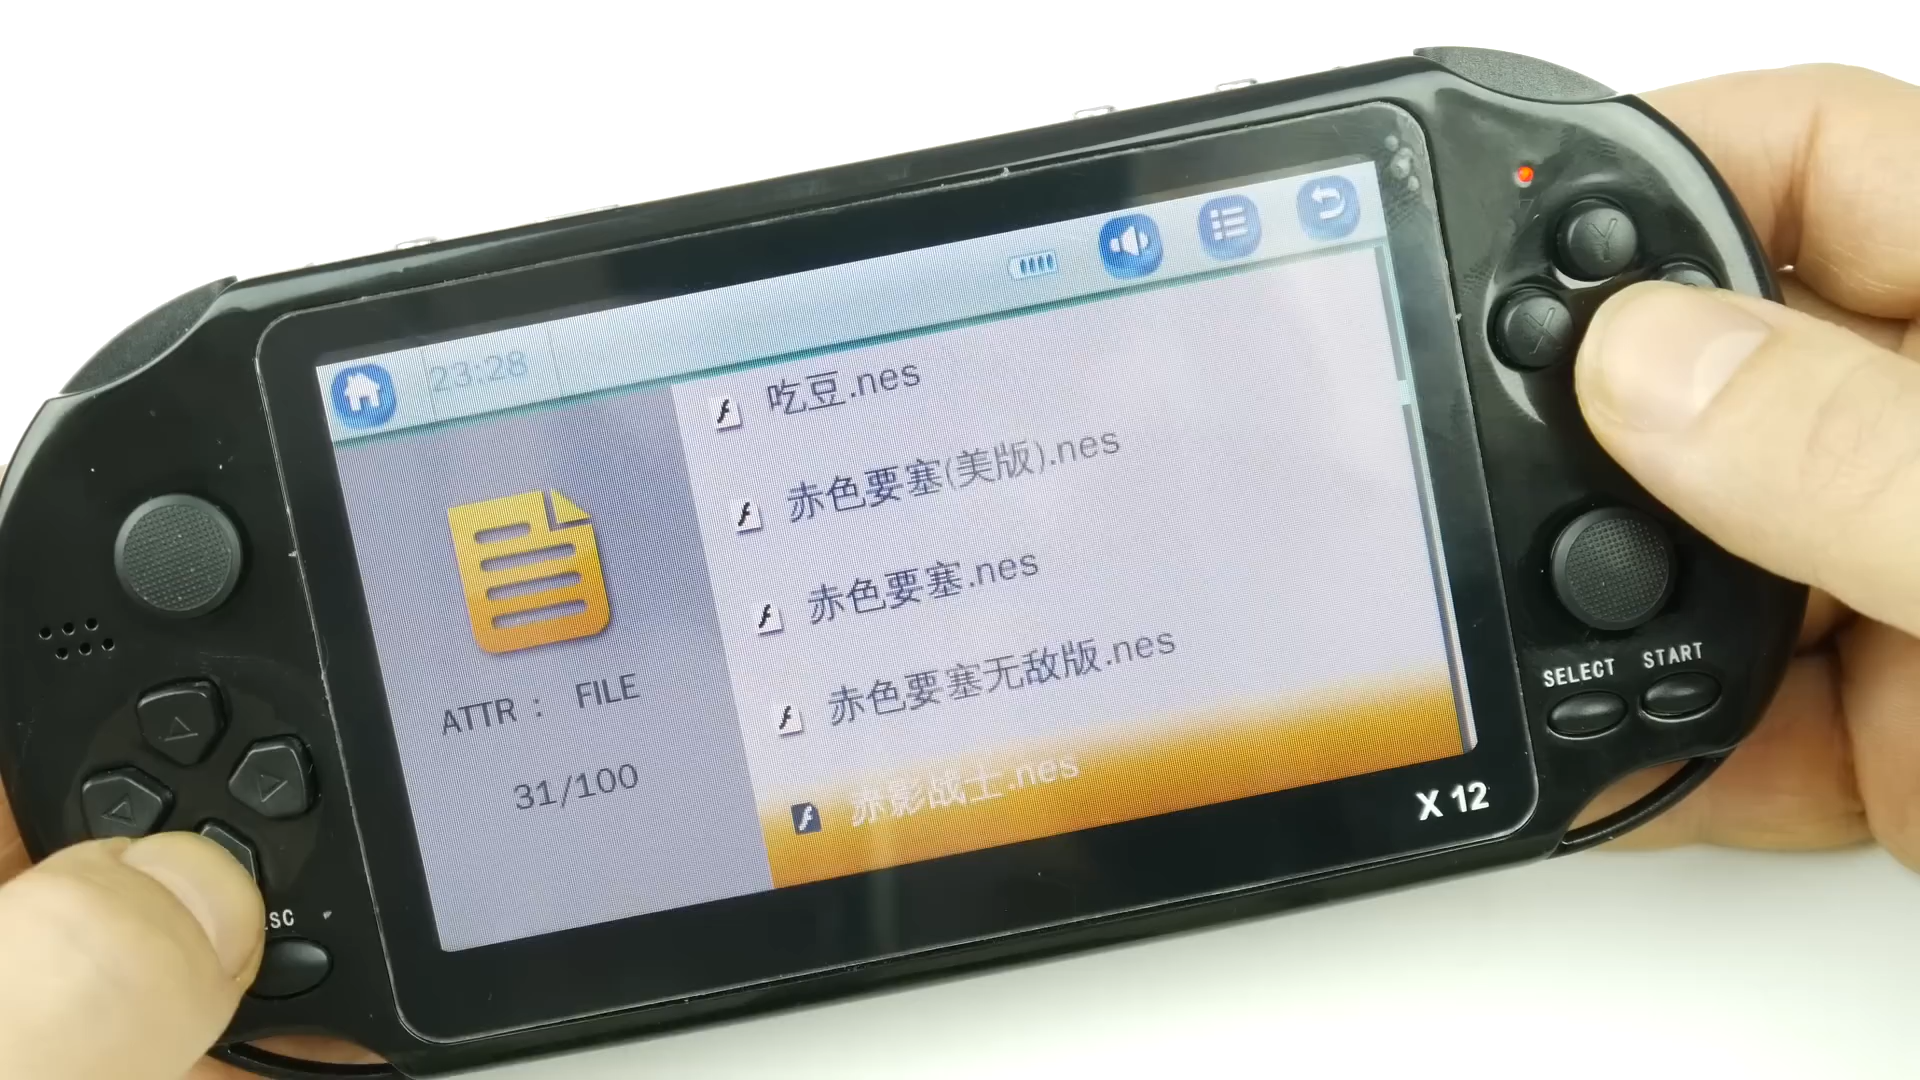 23:28
吃豆.nes
赤色要塞(美版).nes
赤色要塞.nes
赤色要塞无敌版.nes
赤影战士.nes
ATTR : FILE
31/100
X 12
Y
X
SELECT
START